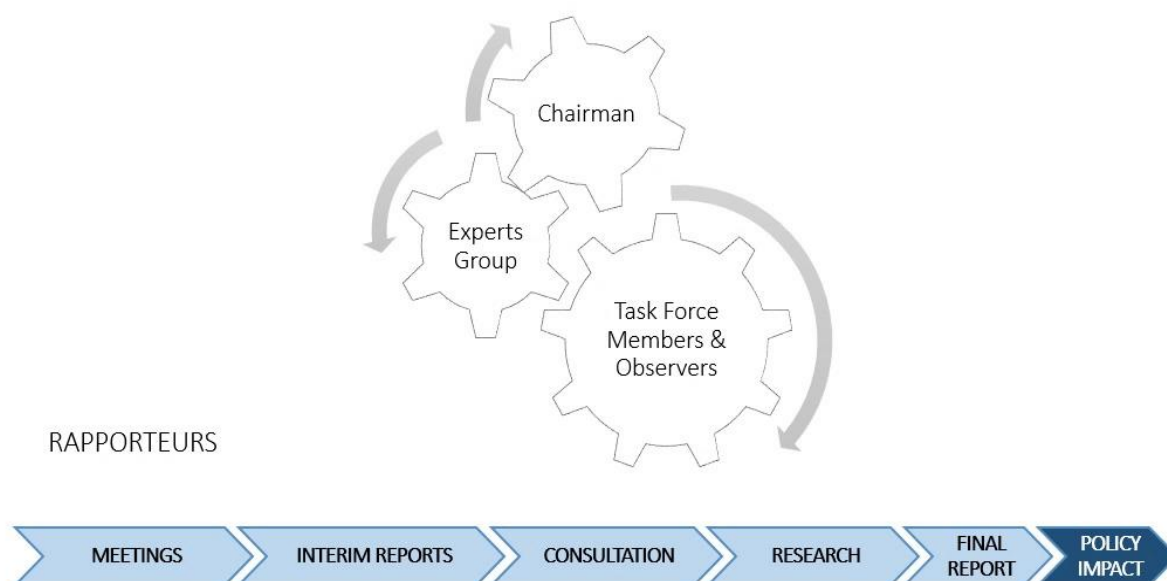 Chairman
Experts
Group
Task Force
Members &
Observers
RAPPORTEURS
MEETINGS
INTERIM REPORTS
CONSULTATION
RESEARCH
FINAL
REPORT
POLICY
IMPACT